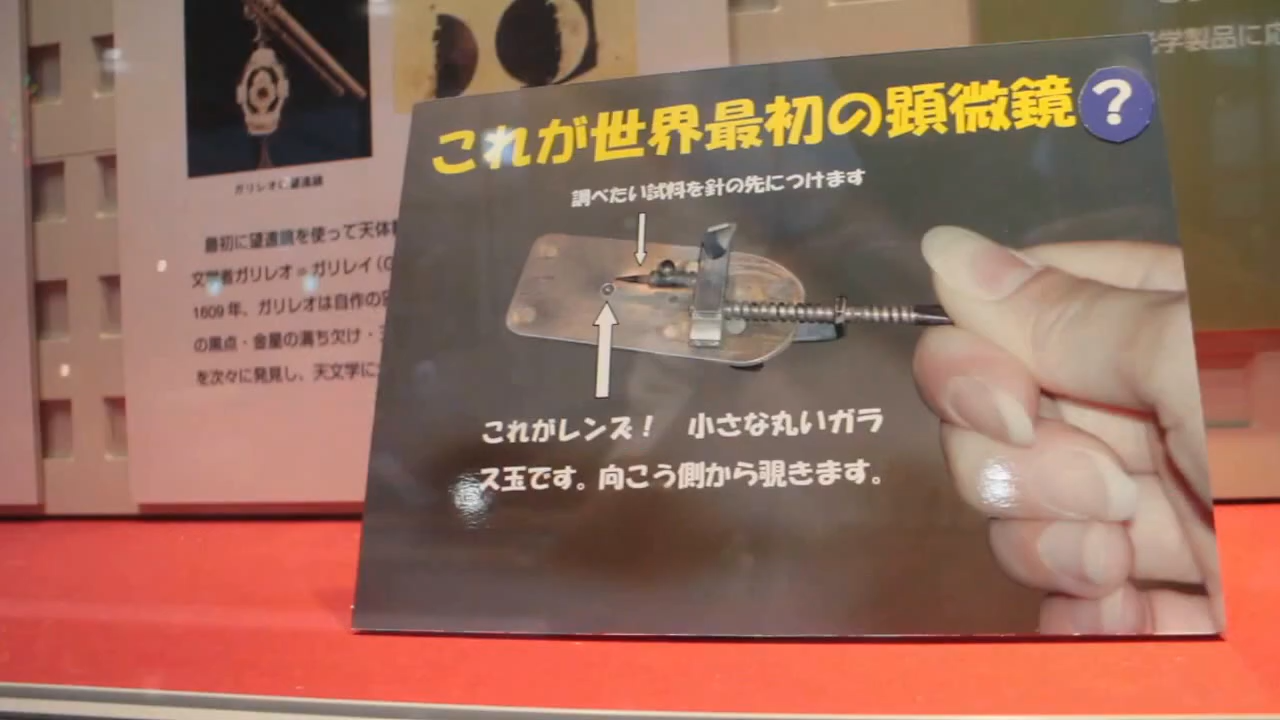 これが世界最初の顕微鏡?
調べたい試料を針の先につけます
これがレンズ! 小さな丸いガラ
ス玉です。向こう側から覗きます。
ガリレオの望遠鏡
最初に望遠鏡を使って天体
文学者ガリレオ=ガリレイ(
1609年、ガリレオは自作の
の黒点・金星の満ち欠け・
を次々に発見し、天文学に
光学製品に